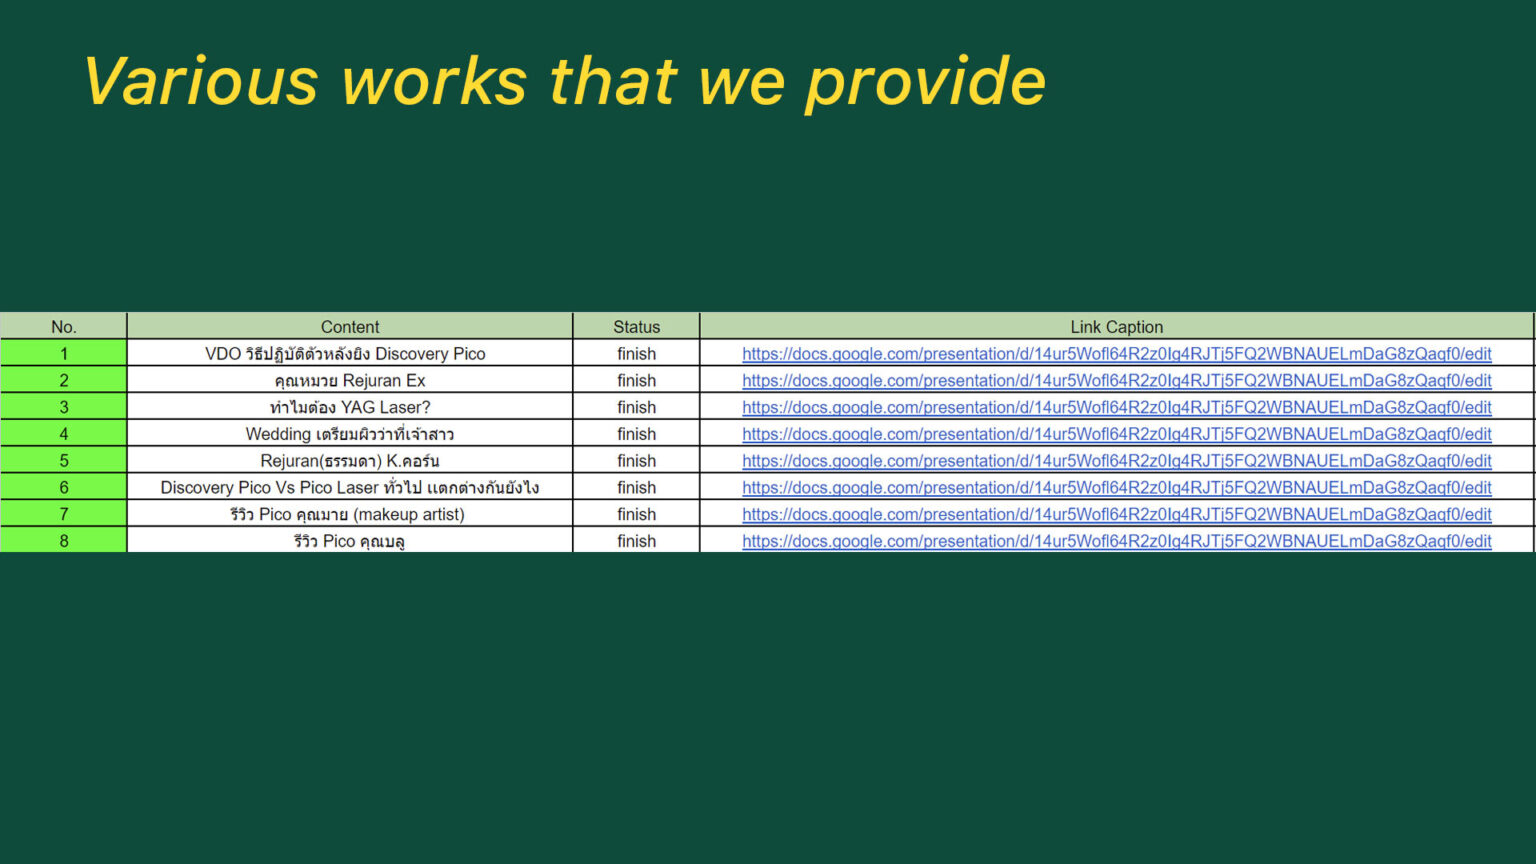 Various works that we provide
No. Content Status Link Caption
1 VDO วิธีปฏิบัติตัวหลังยิง Discovery Pico finish https://docs.google.com/presentation/d/14ur5Wofl64R2z0Ig4RJTj5FQ2WBNAUELmDaG8zQaqf0/edit
2 คุณหมวย Rejuran Ex finish https://docs.google.com/presentation/d/14ur5Wofl64R2z0Ig4RJTj5FQ2WBNAUELmDaG8zQaqf0/edit
3 ทำไมต้อง YAG Laser? finish https://docs.google.com/presentation/d/14ur5Wofl64R2z0Ig4RJTj5FQ2WBNAUELmDaG8zQaqf0/edit
4 Wedding เตรียมผิวว่าที่เจ้าสาว finish https://docs.google.com/presentation/d/14ur5Wofl64R2z0Ig4RJTj5FQ2WBNAUELmDaG8zQaqf0/edit
5 Rejuran(ธรรมดา) K.คอร์น finish https://docs.google.com/presentation/d/14ur5Wofl64R2z0Ig4RJTj5FQ2WBNAUELmDaG8zQaqf0/edit
6 Discovery Pico Vs Pico Laser ทั่วไป แตกต่างกันยังไง finish https://docs.google.com/presentation/d/14ur5Wofl64R2z0Ig4RJTj5FQ2WBNAUELmDaG8zQaqf0/edit
7 รีวิว Pico คุณมาย (makeup artist) finish https://docs.google.com/presentation/d/14ur5Wofl64R2z0Ig4RJTj5FQ2WBNAUELmDaG8zQaqf0/edit
8 รีวิว Pico คุณบลู finish https://docs.google.com/presentation/d/14ur5Wofl64R2z0Ig4RJTj5FQ2WBNAUELmDaG8zQaqf0/edit